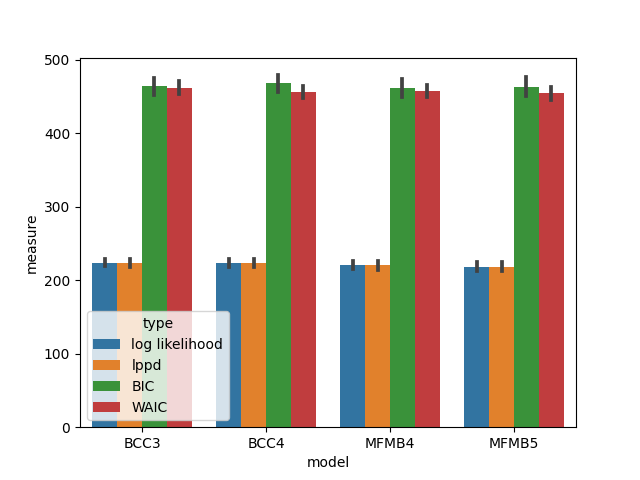 500
400
300
200
100
0
measure
type
log likelihood
lppd
BIC
WAIC
BCC3 BCC4 MFMB4 MFMB5
model